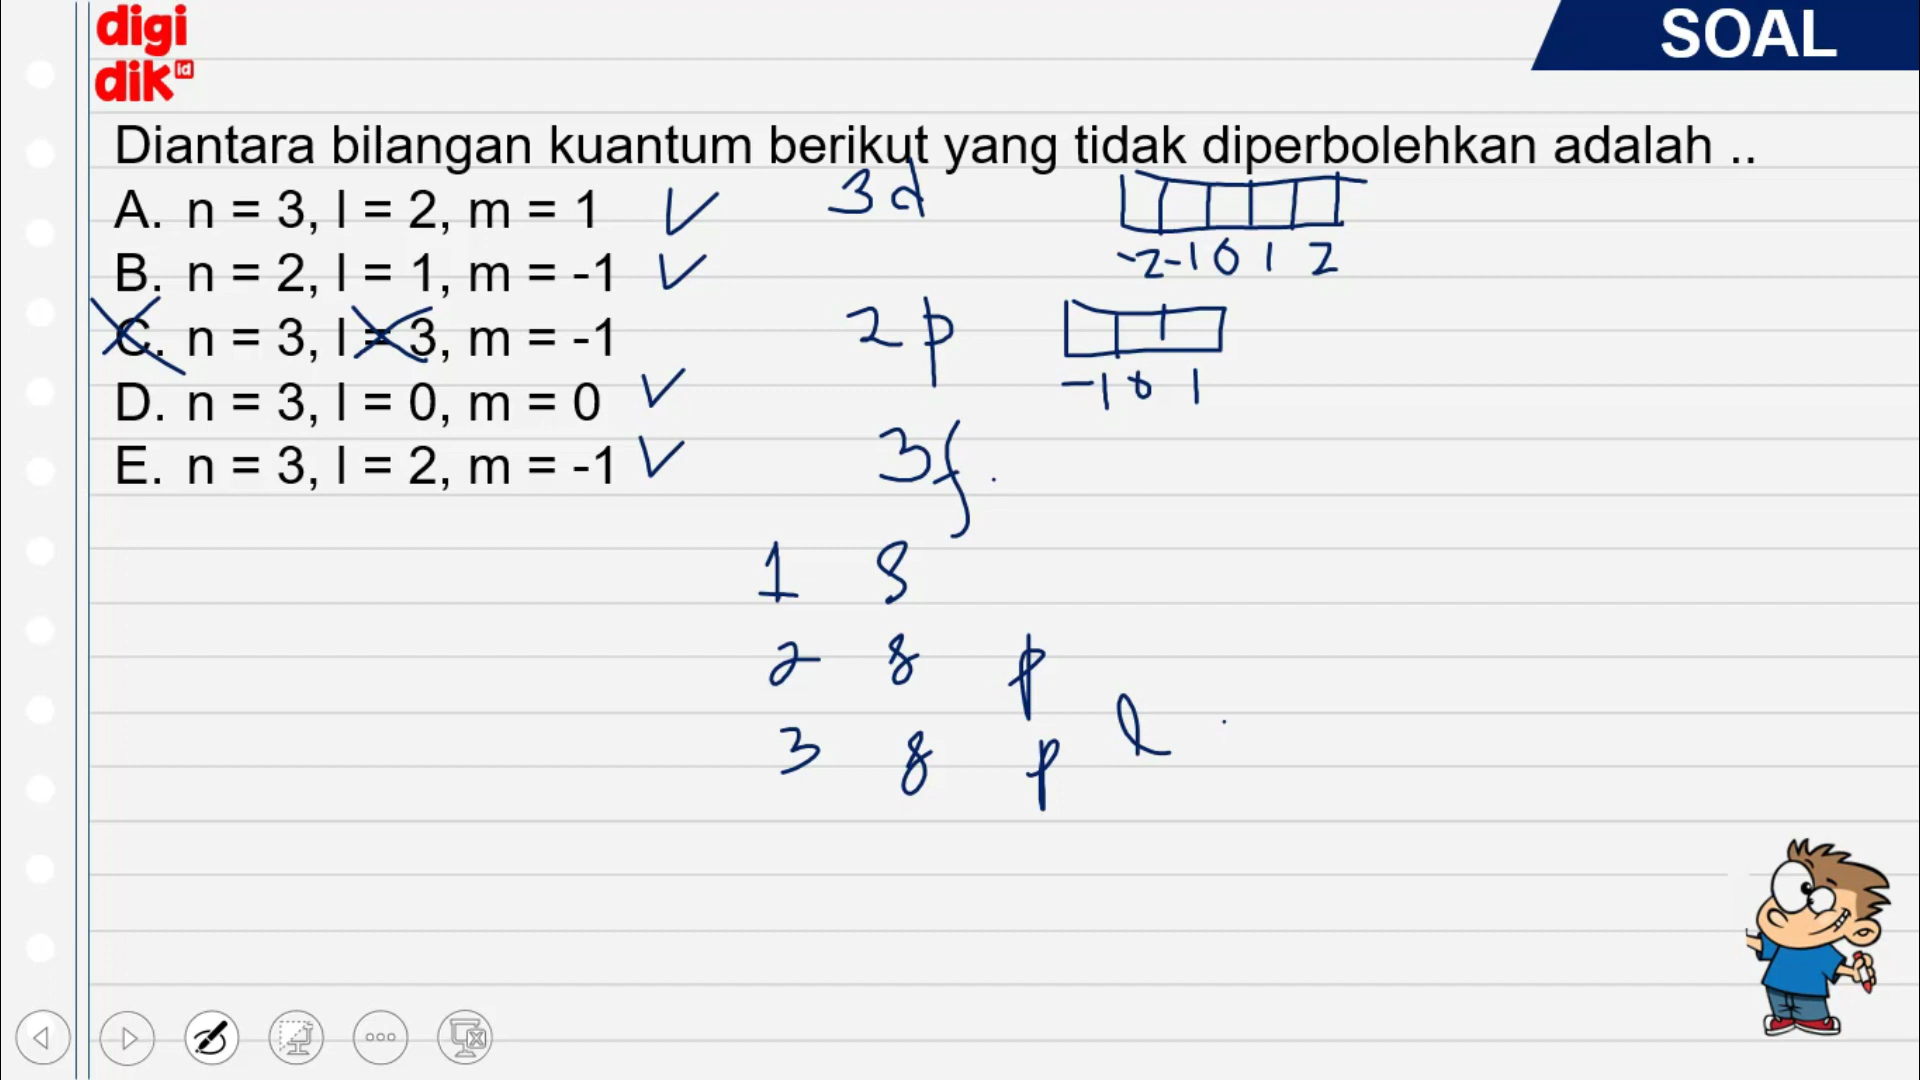 digi
dik id
SOAL
Diantara bilangan kuantum berikut yang tidak diperbolehkan adalah ..
A. n = 3, l = 2, m = 1
B. n = 2, l = 1, m = -1
C. n = 3, l = 3, m = -1
D. n = 3, l = 0, m = 0
E. n = 3, l = 2, m = -1
3d
-2 -1 0 1 2
2p
-1 0 1
3f
1 s
2 s p
3 s p d